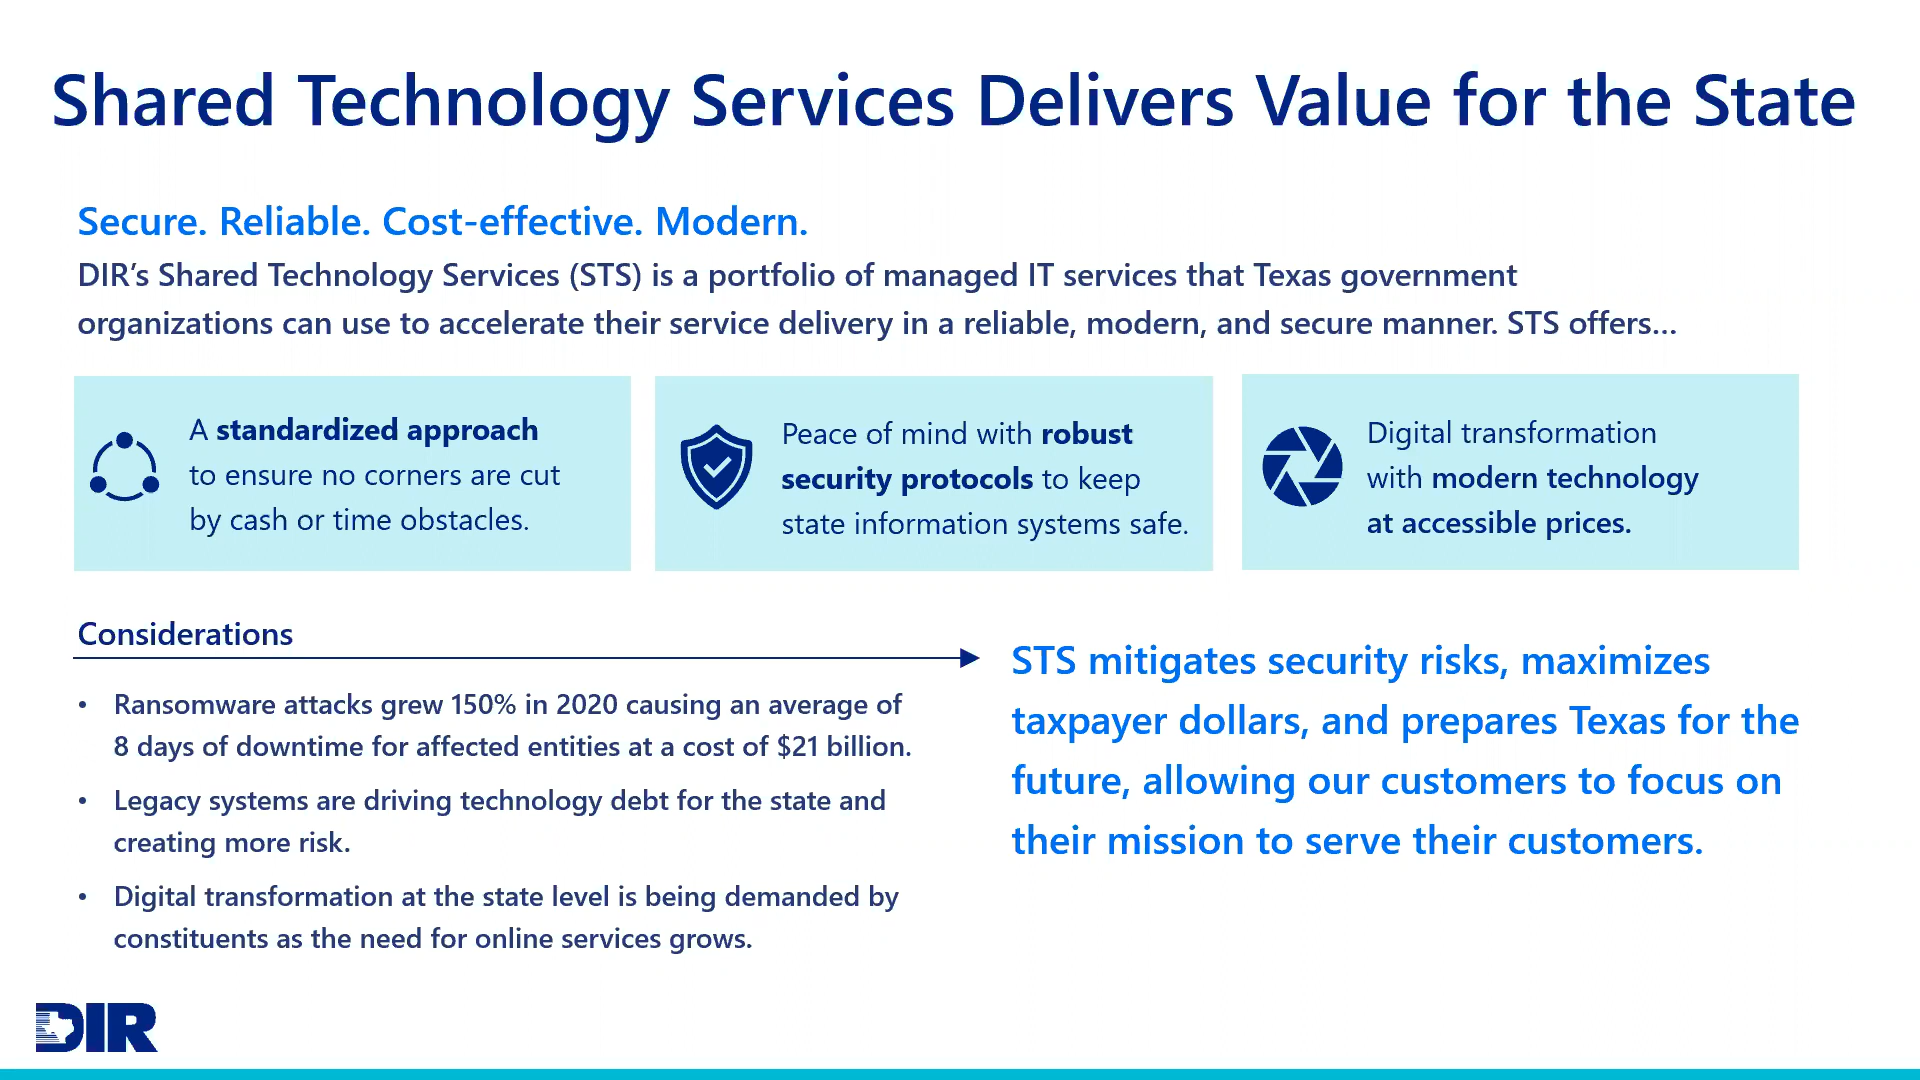 Shared Technology Services Delivers Value for the State
Secure. Reliable. Cost-effective. Modern.
DIR’s Shared Technology Services (STS) is a portfolio of managed IT services that Texas government
organizations can use to accelerate their service delivery in a reliable, modern, and secure manner. STS offers...
A standardized approach
to ensure no corners are cut
by cash or time obstacles.
Peace of mind with robust
security protocols to keep
state information systems safe.
Digital transformation
with modern technology
at accessible prices.
Considerations
• Ransomware attacks grew 150% in 2020 causing an average of
8 days of downtime for affected entities at a cost of $21 billion.
• Legacy systems are driving technology debt for the state and
creating more risk.
• Digital transformation at the state level is being demanded by
constituents as the need for online services grows.
STS mitigates security risks, maximizes
taxpayer dollars, and prepares Texas for the
future, allowing our customers to focus on
their mission to serve their customers.
DIR